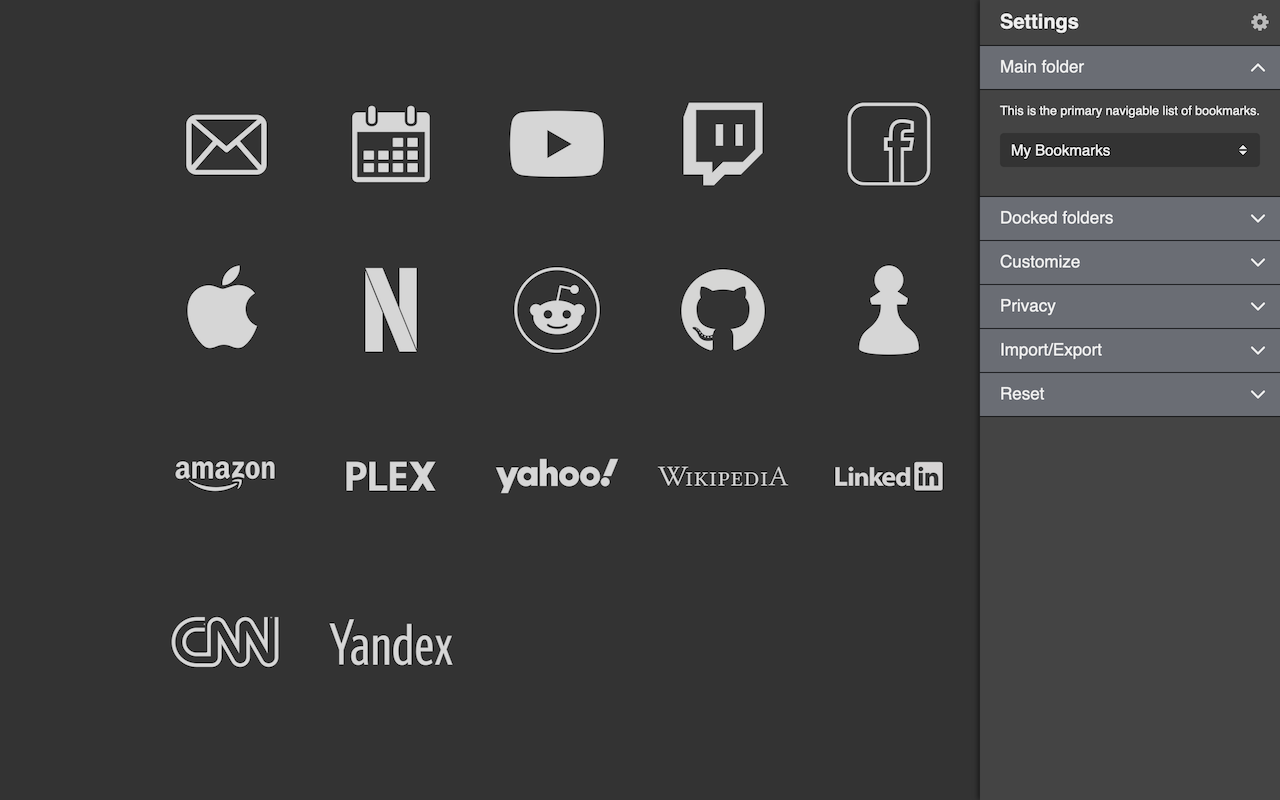 Settings
Main folder
This is the primary navigable list of bookmarks.
My Bookmarks
Docked folders
Customize
Privacy
Import/Export
Reset
amazon PLEX yahoo! WIKIPEDIA LinkedIn
CNN Yandex